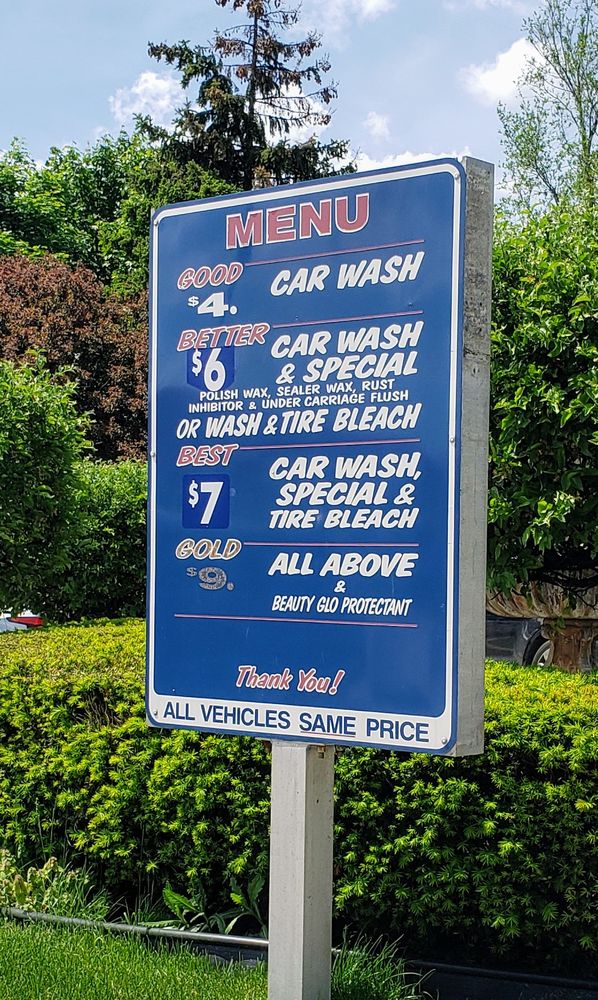 MENU
GOOD
$4. CAR WASH
BETTER
$6 CAR WASH
& SPECIAL
POLISH WAX, SEALER WAX, RUST
INHIBITOR & UNDER CARRIAGE FLUSH
OR WASH & TIRE BLEACH
BEST
$7 CAR WASH,
SPECIAL &
TIRE BLEACH
GOLD
$9. ALL ABOVE
&
BEAUTY GLO PROTECTANT
Thank You!
ALL VEHICLES SAME PRICE